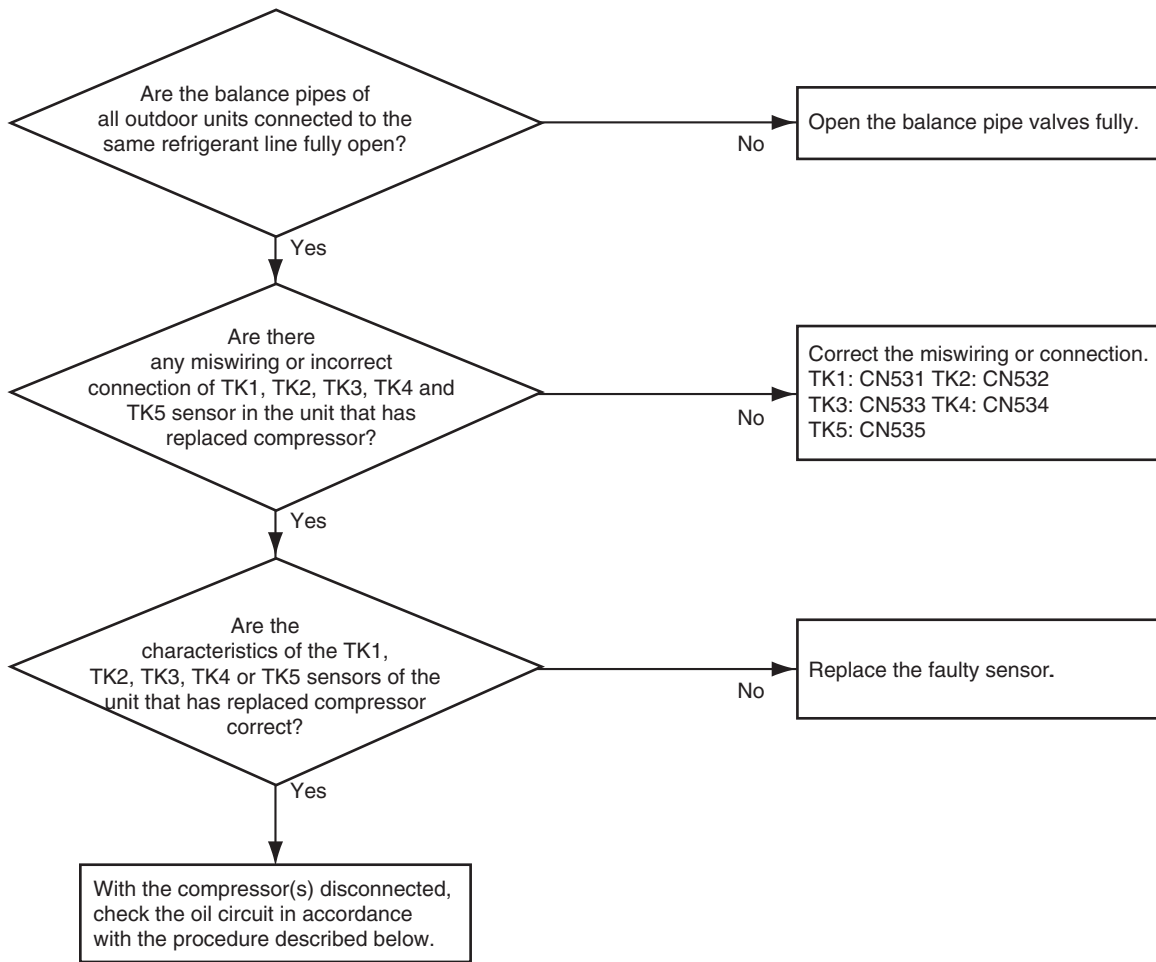 Are the balance pipes of
all outdoor units connected to the
same refrigerant line fully open?
No
Open the balance pipe valves fully.
Yes
Are there
any miswiring or incorrect
connection of TK1, TK2, TK3, TK4 and
TK5 sensor in the unit that has
replaced compressor?
No
Correct the miswiring or connection.
TK1: CN531 TK2: CN532
TK3: CN533 TK4: CN534
TK5: CN535
Yes
Are the
characteristics of the TK1,
TK2, TK3, TK4 or TK5 sensors of the
unit that has replaced compressor
correct?
No
Replace the faulty sensor.
Yes
With the compressor(s) disconnected,
check the oil circuit in accordance
with the procedure described below.